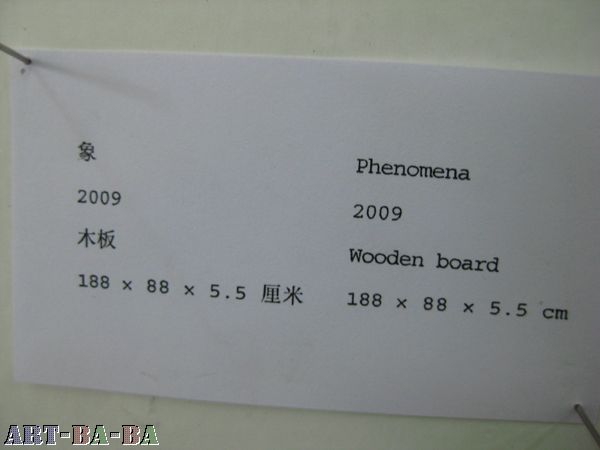 象
2009
木板
188 × 88 × 5.5 厘米
Phenomena
2009
Wooden board
188 × 88 × 5.5 cm
ART-BA-BA